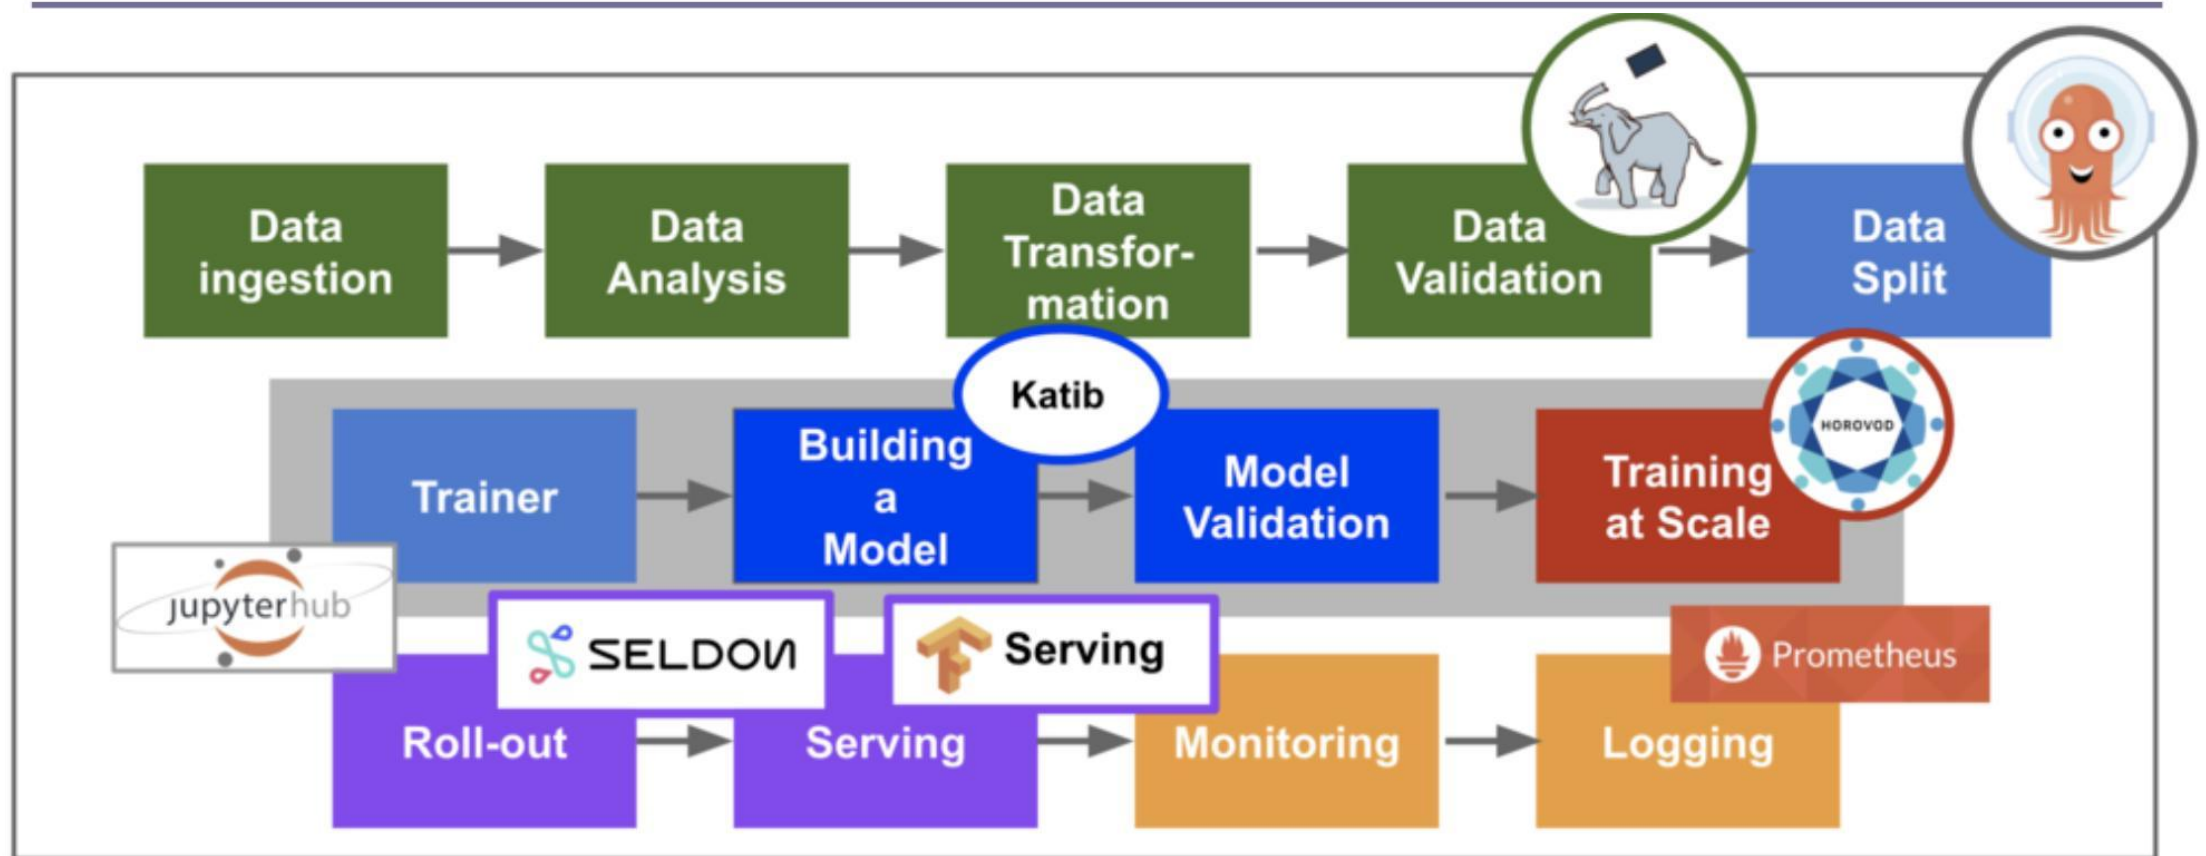 Data
ingestion
Data
Analysis
Data
Transfor-
mation
Data
Validation
Data
Split
Katib
HOROVOD
Trainer
Building
a
Model
Model
Validation
Training
at Scale
jupyterhub
SELDON
Serving
Prometheus
Roll-out
Serving
Monitoring
Logging